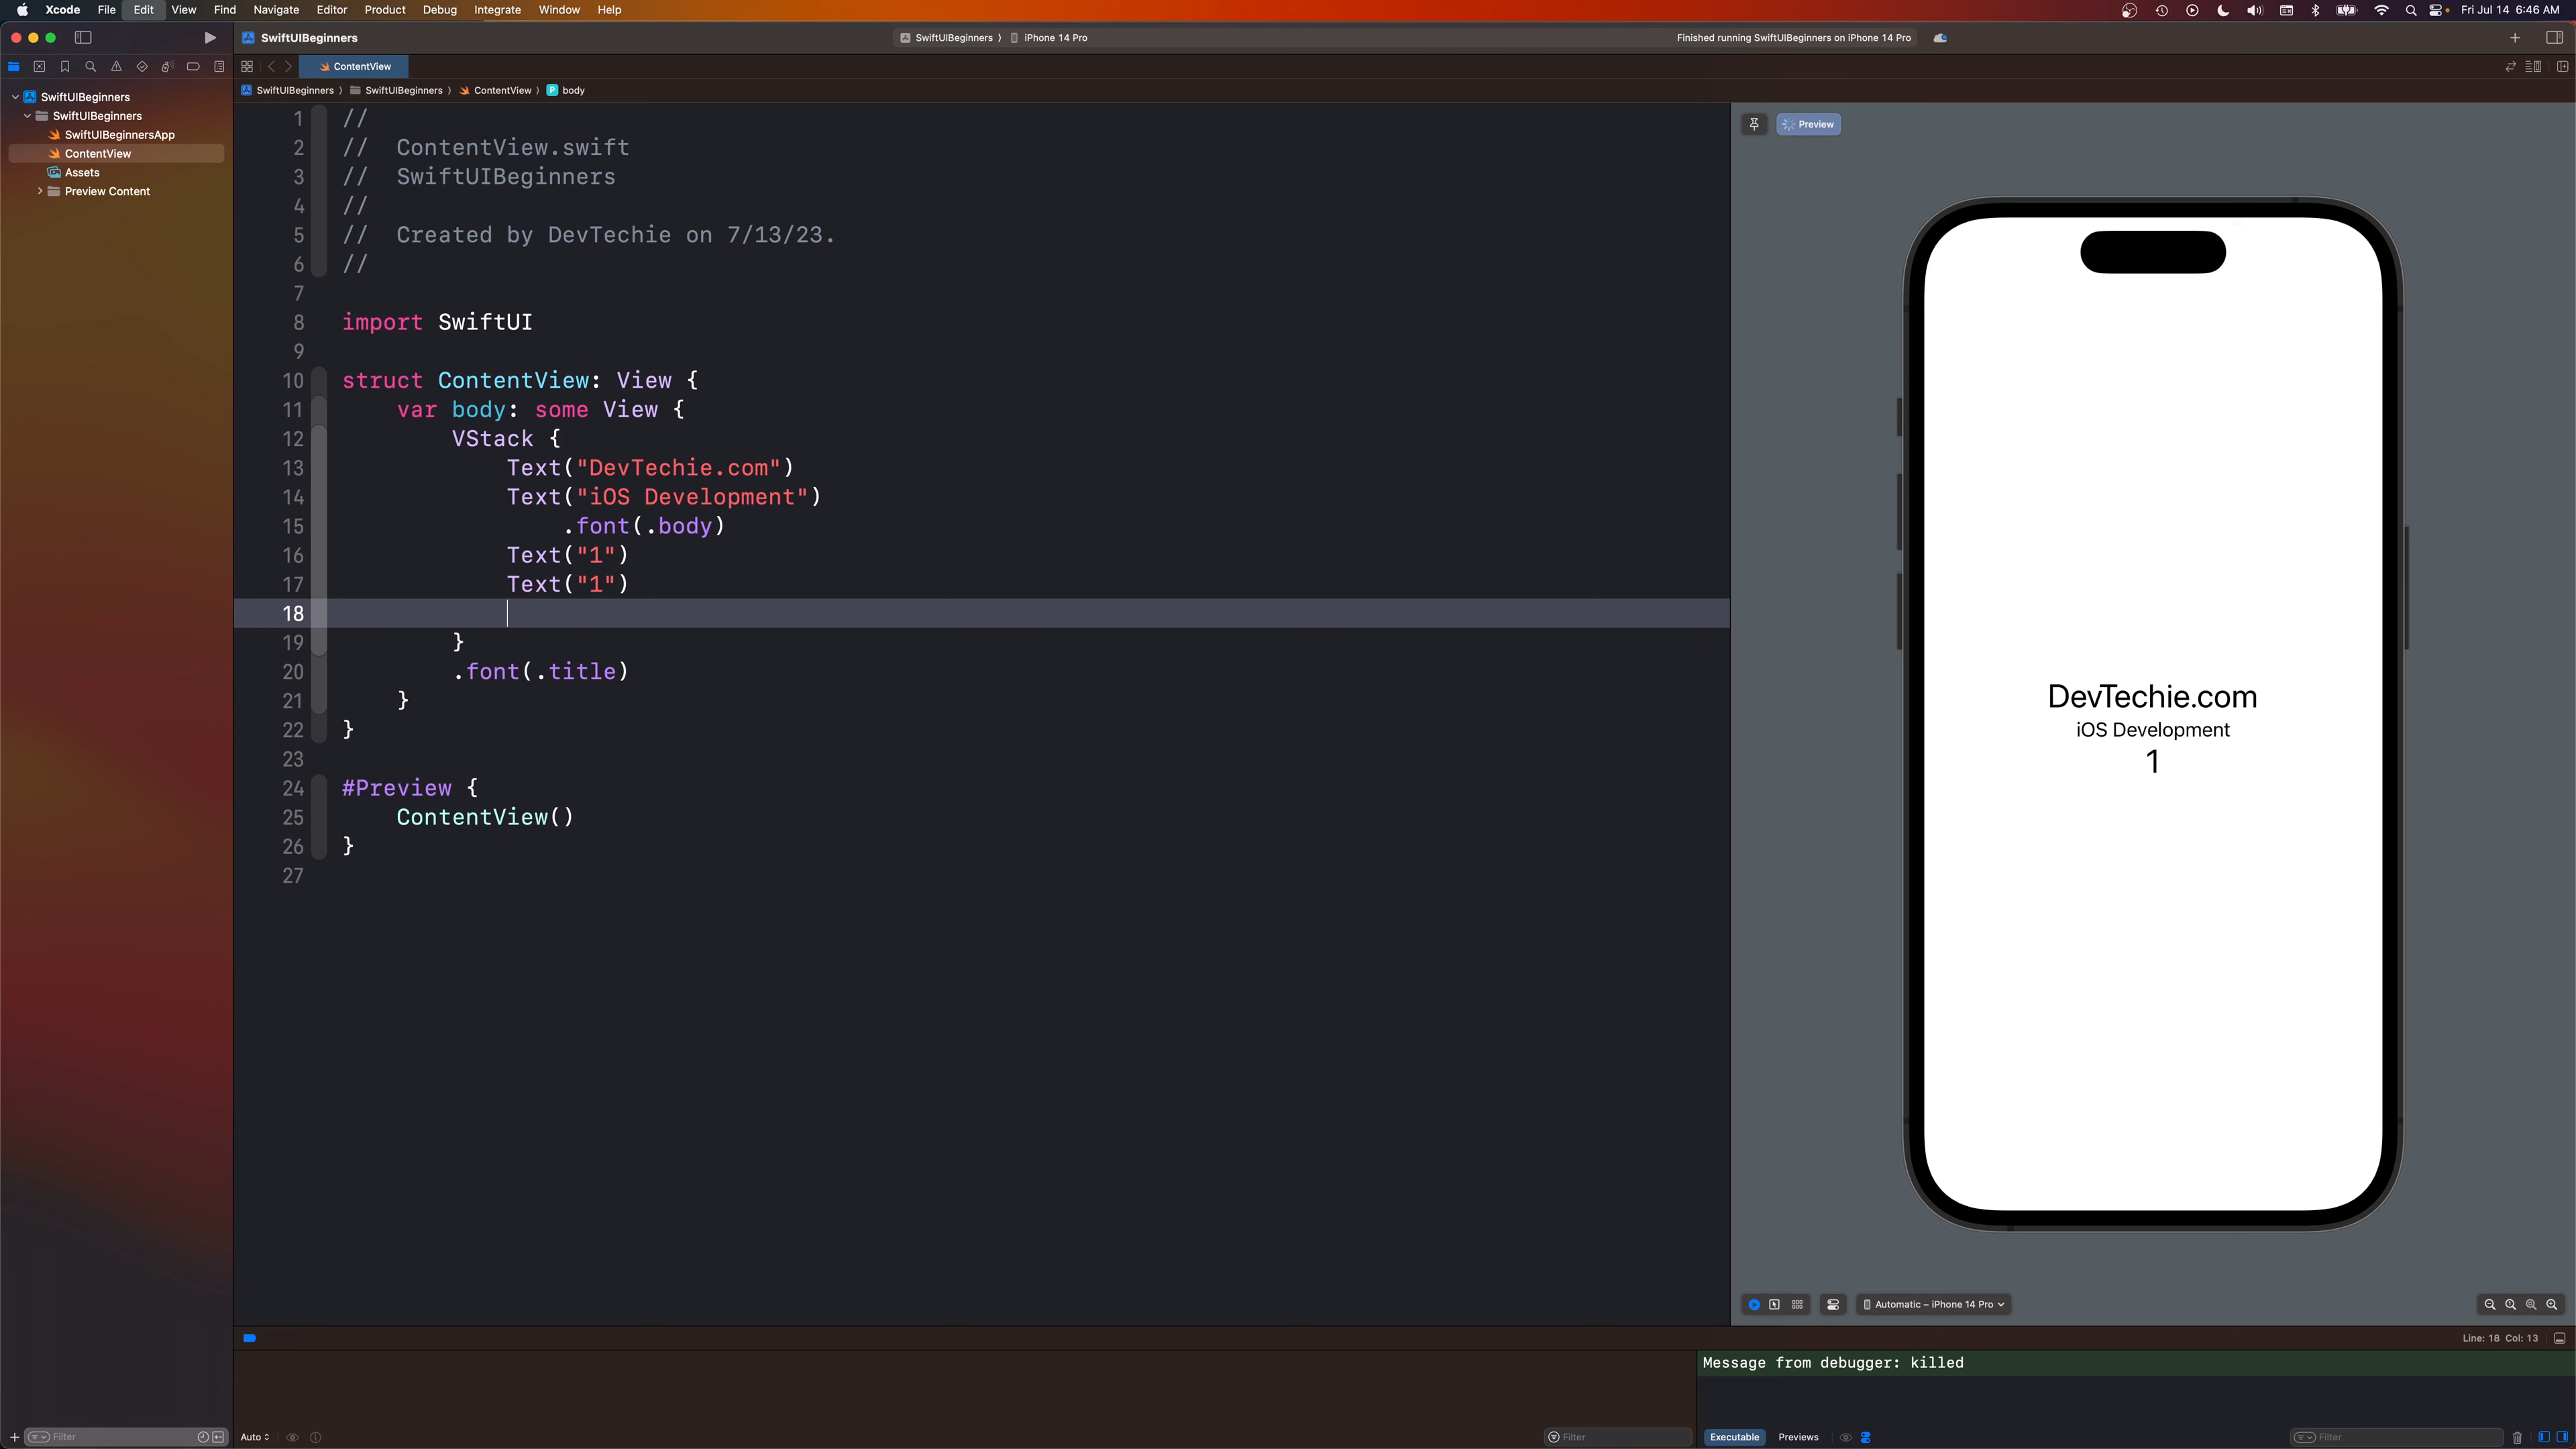 Xcode File Edit View Find Navigate Editor Product Debug Integrate Window Help Fri Jul 14 6:46 AM
SwiftUIBeginners SwiftUIBeginners iPhone 14 Pro Finished running SwiftUIBeginners on iPhone 14 Pro
ContentView
SwiftUIBeginners SwiftUIBeginners ContentView body
SwiftUIBeginners
SwiftUIBeginners
SwiftUIBeginnersApp
ContentView
Assets
Preview Content
1 //
2 // ContentView.swift
3 // SwiftUIBeginners
4 //
5 // Created by DevTechie on 7/13/23.
6 //
7
8 import SwiftUI
9
10 struct ContentView: View {
11 var body: some View {
12 VStack {
13 Text("DevTechie.com")
14 Text("iOS Development")
15 .font(.body)
16 Text("1")
17 Text("1")
18
19 }
20 .font(.title)
21 }
22 }
23
24 #Preview {
25 ContentView()
26 }
27
Preview
DevTechie.com
iOS Development
1
Automatic – iPhone 14 Pro
Line: 18 Col: 13
Message from debugger: killed
Filter
Auto
Filter
Executable Previews
Filter